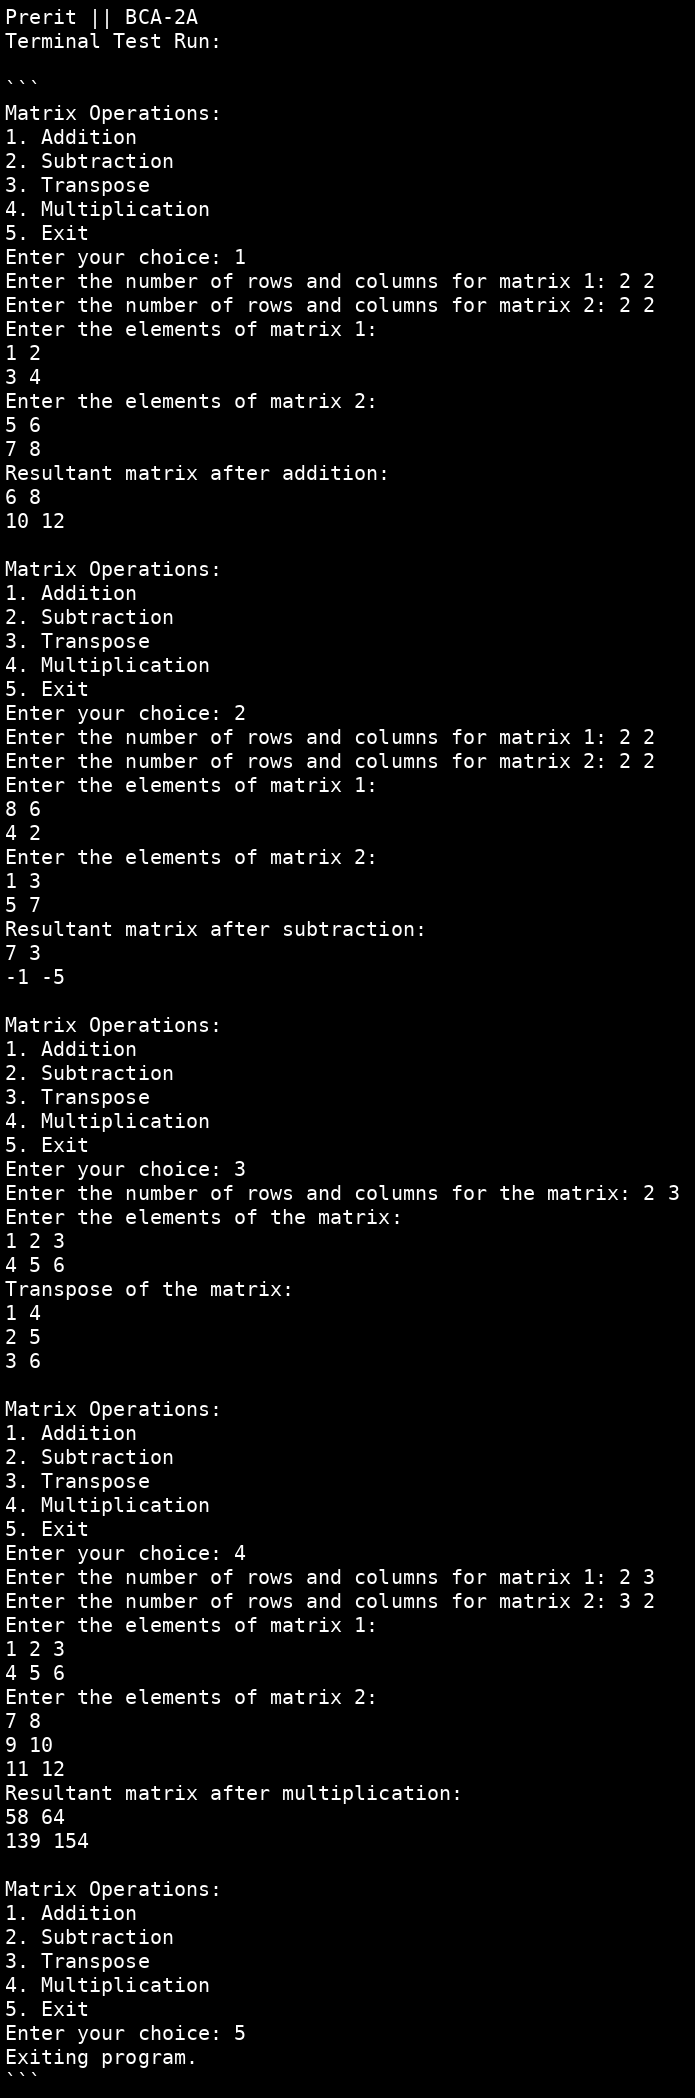 Prerit || BCA-2A
Terminal Test Run:
```
Matrix Operations:
1. Addition
2. Subtraction
3. Transpose
4. Multiplication
5. Exit
Enter your choice: 1
Enter the number of rows and columns for matrix 1: 2 2
Enter the number of rows and columns for matrix 2: 2 2
Enter the elements of matrix 1:
1 2
3 4
Enter the elements of matrix 2:
5 6
7 8
Resultant matrix after addition:
6 8
10 12
Matrix Operations:
1. Addition
2. Subtraction
3. Transpose
4. Multiplication
5. Exit
Enter your choice: 2
Enter the number of rows and columns for matrix 1: 2 2
Enter the number of rows and columns for matrix 2: 2 2
Enter the elements of matrix 1:
8 6
4 2
Enter the elements of matrix 2:
1 3
5 7
Resultant matrix after subtraction:
7 3
-1 -5
Matrix Operations:
1. Addition
2. Subtraction
3. Transpose
4. Multiplication
5. Exit
Enter your choice: 3
Enter the number of rows and columns for the matrix: 2 3
Enter the elements of the matrix:
1 2 3
4 5 6
Transpose of the matrix:
1 4
2 5
3 6
Matrix Operations:
1. Addition
2. Subtraction
3. Transpose
4. Multiplication
5. Exit
Enter your choice: 4
Enter the number of rows and columns for matrix 1: 2 3
Enter the number of rows and columns for matrix 2: 3 2
Enter the elements of matrix 1:
1 2 3
4 5 6
Enter the elements of matrix 2:
7 8
9 10
11 12
Resultant matrix after multiplication:
58 64
139 154
Matrix Operations:
1. Addition
2. Subtraction
3. Transpose
4. Multiplication
5. Exit
Enter your choice: 5
Exiting program.
```